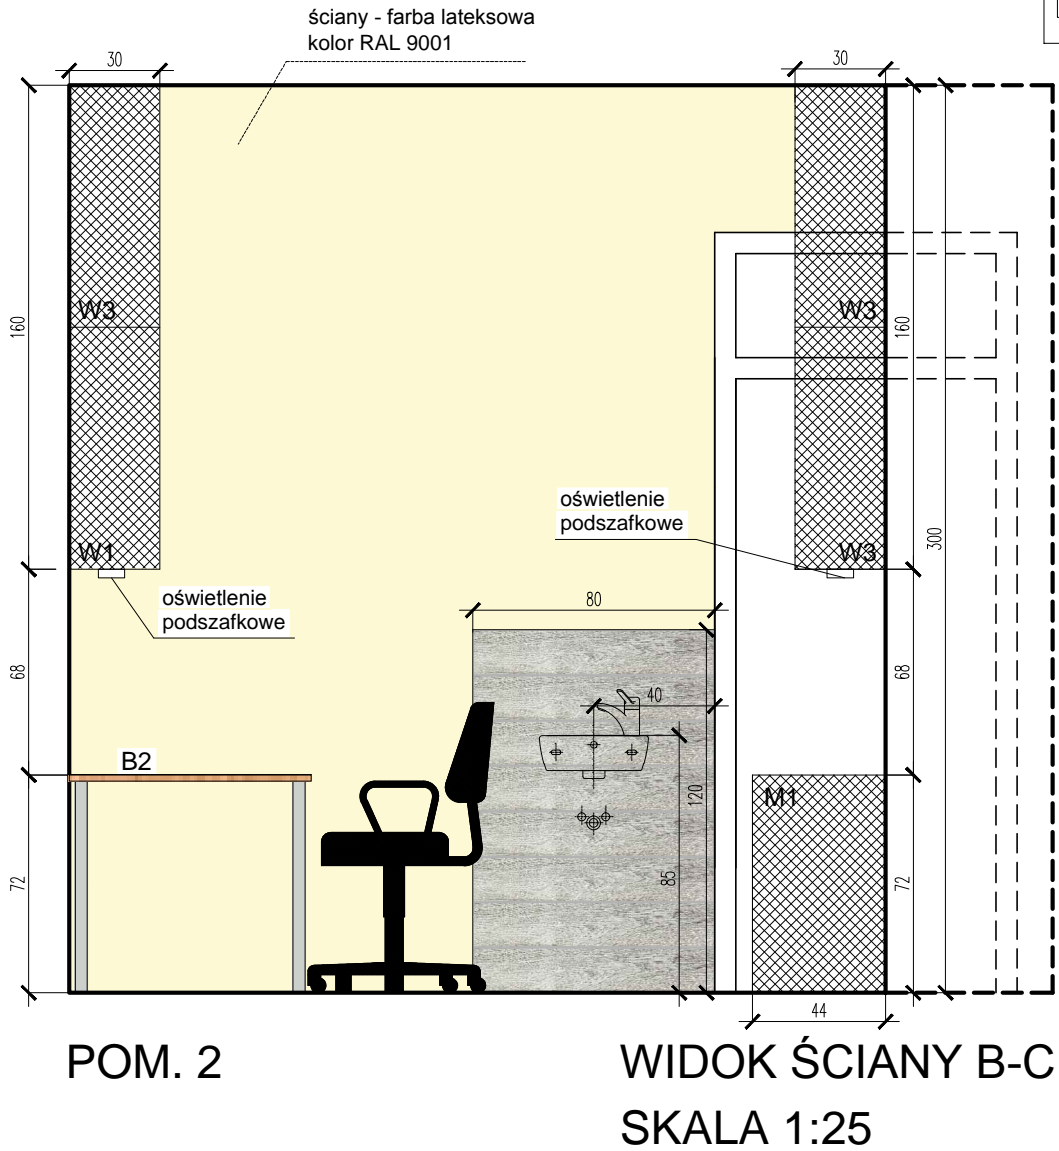 ściany - farba lateksowa
kolor RAL 9001
30
30
W3
W3
160
160
300
oświetlenie
podszafkowe
W1
W3
oświetlenie
podszafkowe
80
68
68
40
B2
M1
120
85
72
72
44
POM. 2
WIDOK ŚCIANY B-C
SKALA 1:25